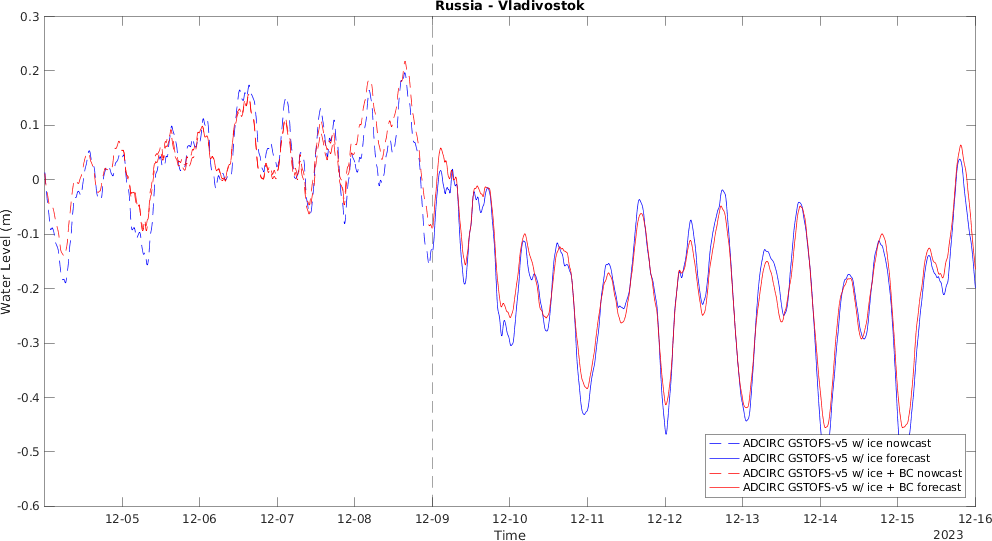 Russia - Vladivostok
0.3
0.2
0.1
0
-0.1
-0.2
-0.3
-0.4
-0.5
-0.6
Water Level (m)
ADCIRC GSTOFS-v5 w/ ice nowcast
ADCIRC GSTOFS-v5 w/ ice forecast
ADCIRC GSTOFS-v5 w/ ice + BC nowcast
ADCIRC GSTOFS-v5 w/ ice + BC forecast
12-05 12-06 12-07 12-08 12-09 12-10 12-11 12-12 12-13 12-14 12-15 12-16
Time
2023